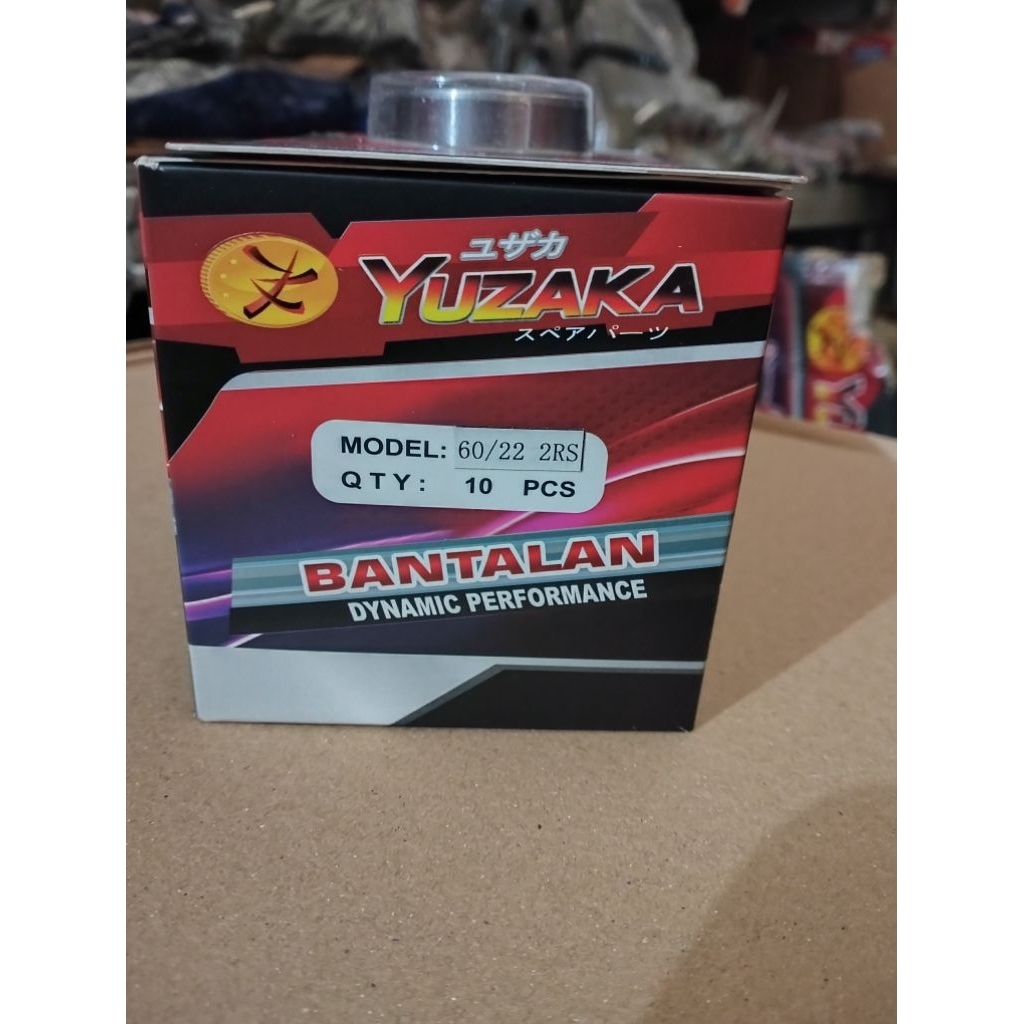 ユザカ
YUZAKA
スペアパーツ
MODEL: 60/22 2RS
QTY: 10 PCS
BANTALAN
DYNAMIC PERFORMANCE